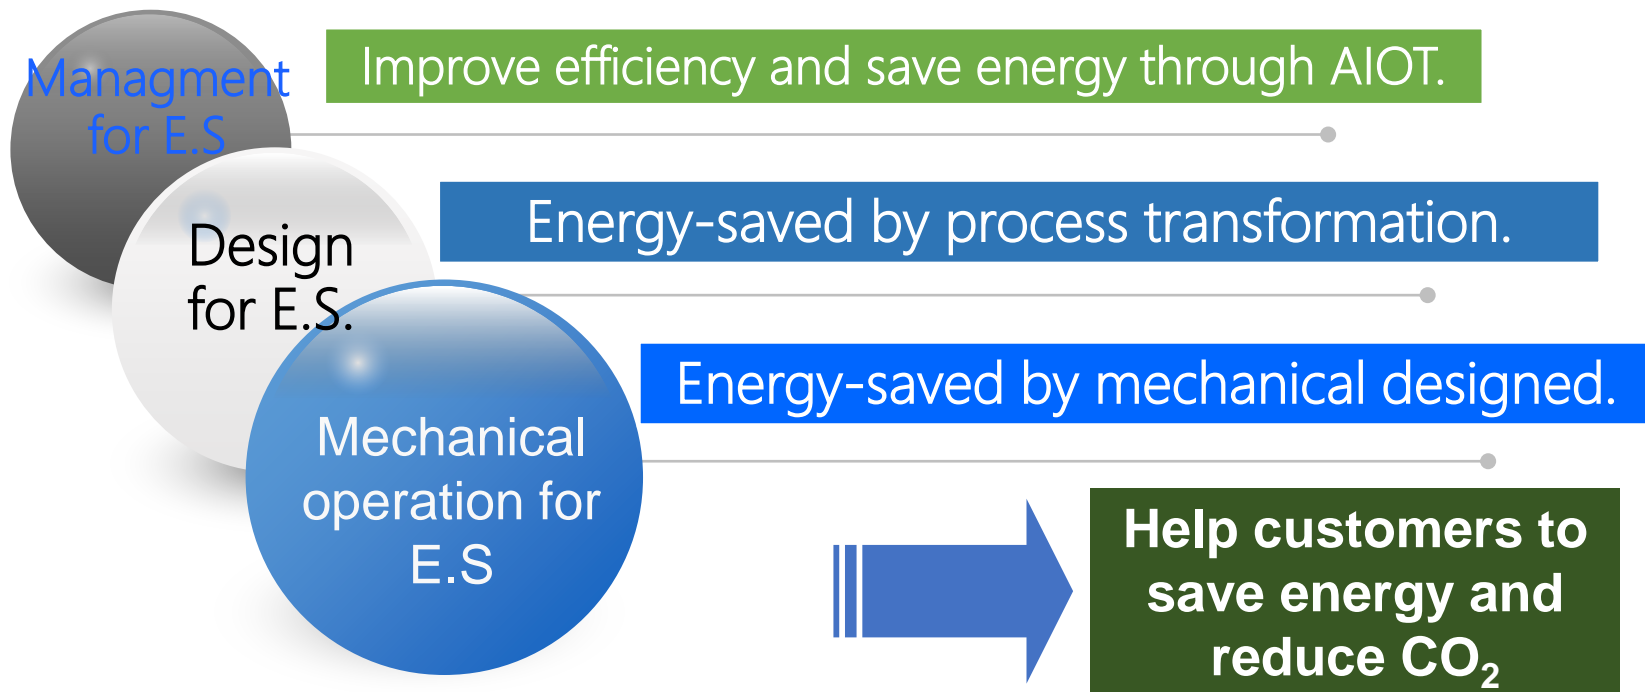 Managment
for E.S
Improve efficiency and save energy through AIOT.
Design
for E.S.
Energy-saved by process transformation.
Mechanical
operation for
E.S
Energy-saved by mechanical designed.
Help customers to
save energy and
reduce CO₂